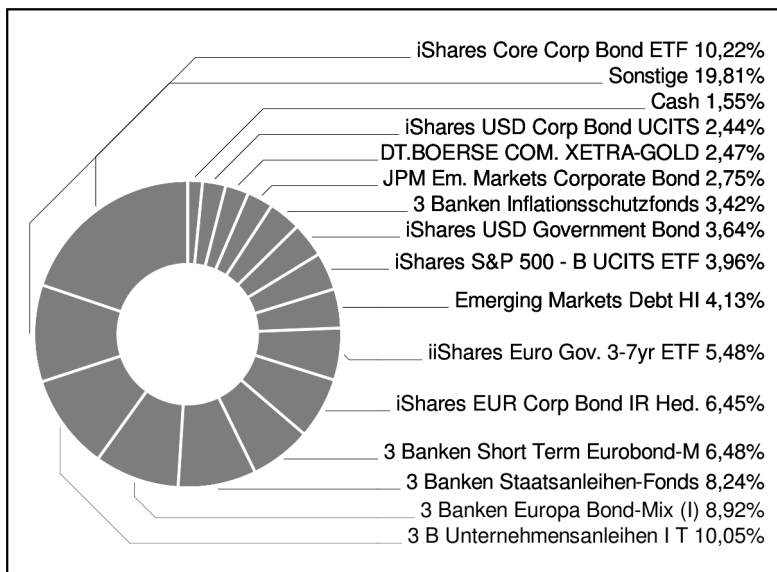 iShares Core Corp Bond ETF 10,22%
Sonstige 19,81%
Cash 1,55%
iShares USD Corp Bond UCITS 2,44%
DT.BOERSE COM. XETRA-GOLD 2,47%
JPM Em. Markets Corporate Bond 2,75%
3 Banken Inflationsschutzfonds 3,42%
iShares USD Government Bond 3,64%
iShares S&P 500 - B UCITS ETF 3,96%
Emerging Markets Debt HI 4,13%
iiShares Euro Gov. 3-7yr ETF 5,48%
iShares EUR Corp Bond IR Hed. 6,45%
3 Banken Short Term Eurobond-M 6,48%
3 Banken Staatsanleihen-Fonds 8,24%
3 Banken Europa Bond-Mix (I) 8,92%
3 B Unternehmensanleihen I T 10,05%